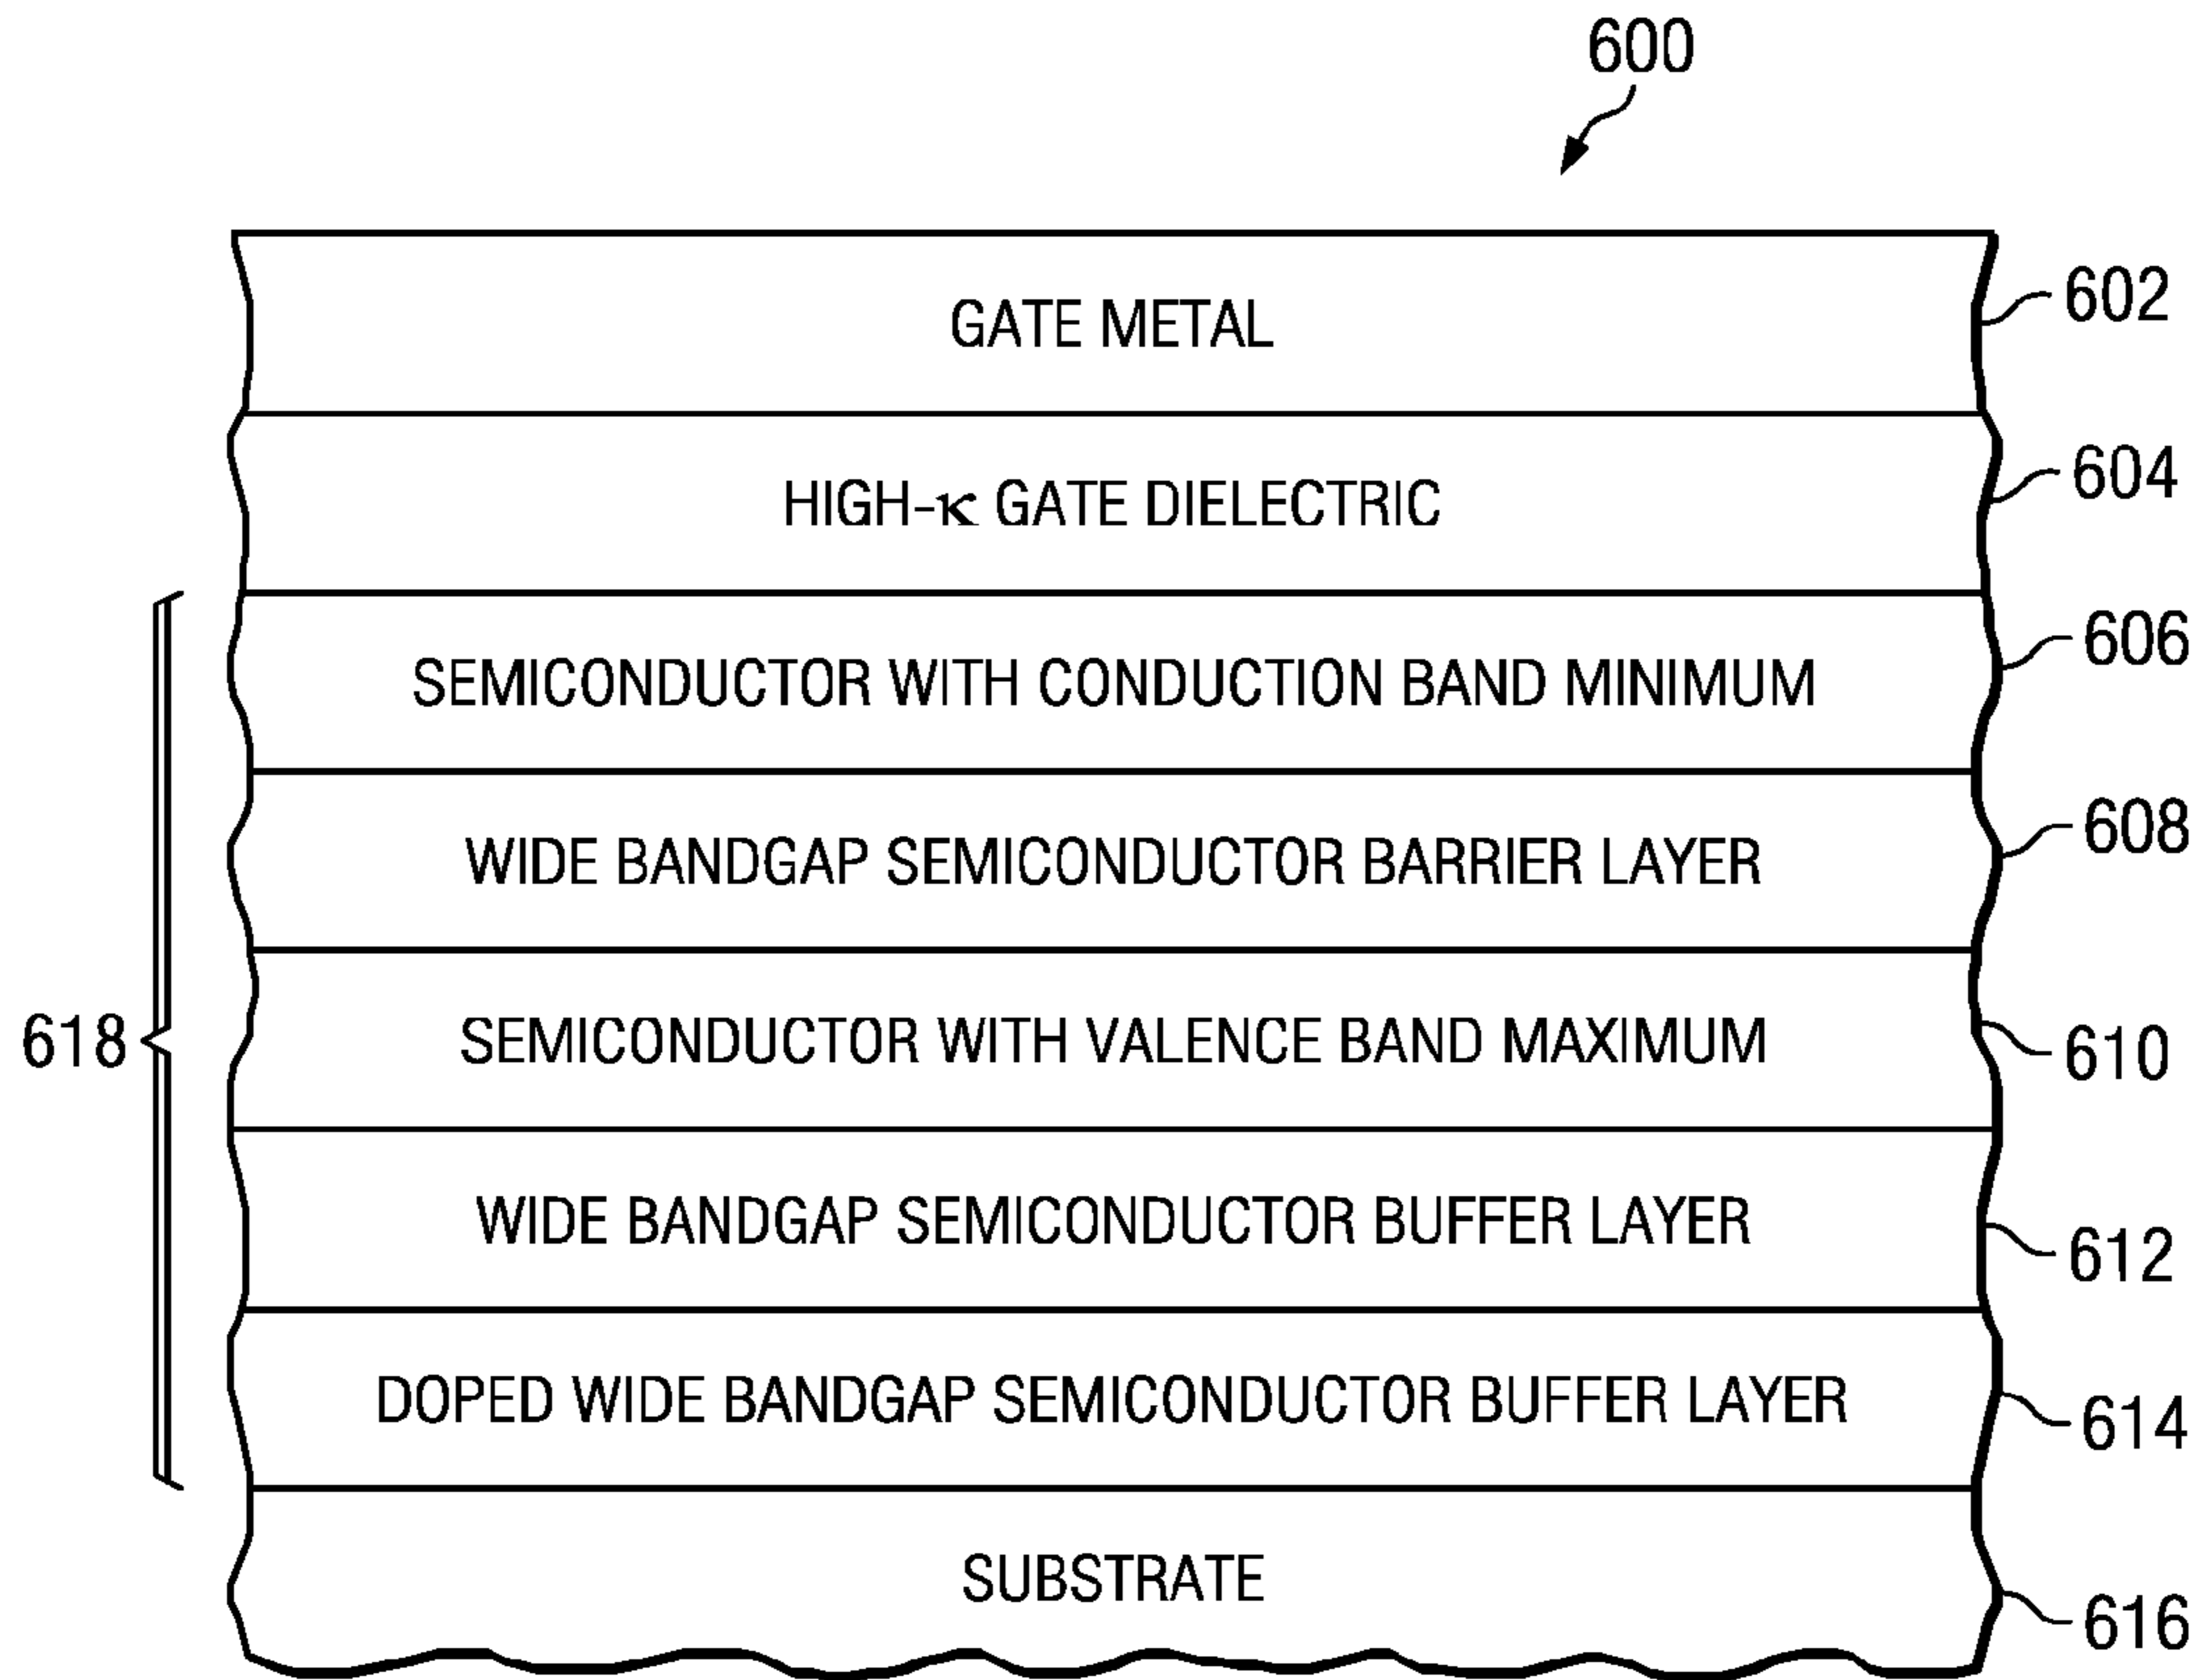 600
GATE METAL
602
HIGH-κ GATE DIELECTRIC
604
SEMICONDUCTOR WITH CONDUCTION BAND MINIMUM
606
WIDE BANDGAP SEMICONDUCTOR BARRIER LAYER
608
618
SEMICONDUCTOR WITH VALENCE BAND MAXIMUM
610
WIDE BANDGAP SEMICONDUCTOR BUFFER LAYER
612
DOPED WIDE BANDGAP SEMICONDUCTOR BUFFER LAYER
614
SUBSTRATE
616